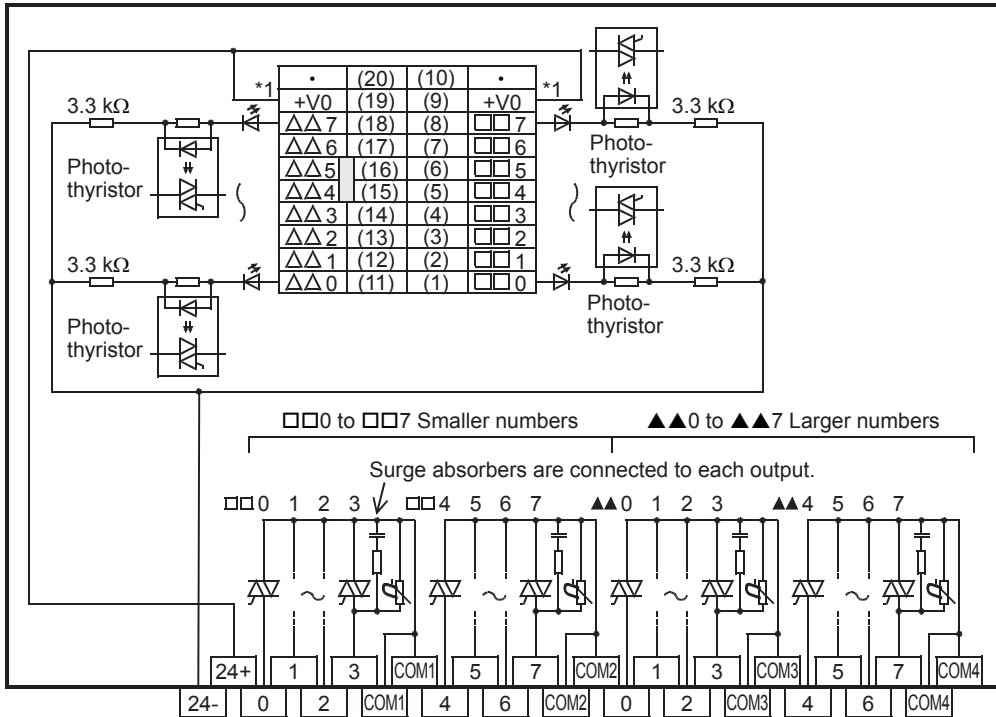 *1 • (20) (10) • *1
+V0 (19) (9) +V0
3.3 kΩ △△7 (18) (8) □□7 3.3 kΩ
△△6 (17) (7) □□6
△△5 (16) (6) □□5
△△4 (15) (5) □□4
△△3 (14) (4) □□3
△△2 (13) (3) □□2
△△1 (12) (2) □□1
3.3 kΩ △△0 (11) (1) □□0 3.3 kΩ
Photo-
thyristor
Photo-
thyristor
Photo-
thyristor
Photo-
thyristor
□□0 to □□7 Smaller numbers ▲▲0 to ▲▲7 Larger numbers
Surge absorbers are connected to each output.
□□0 1 2 3 □□4 5 6 7 ▲▲0 1 2 3 ▲▲4 5 6 7
24+ 1 3 COM1 5 7 COM2 1 3 COM3 5 7 COM4
24- 0 2 COM1 4 6 COM2 0 2 COM3 4 6 COM4